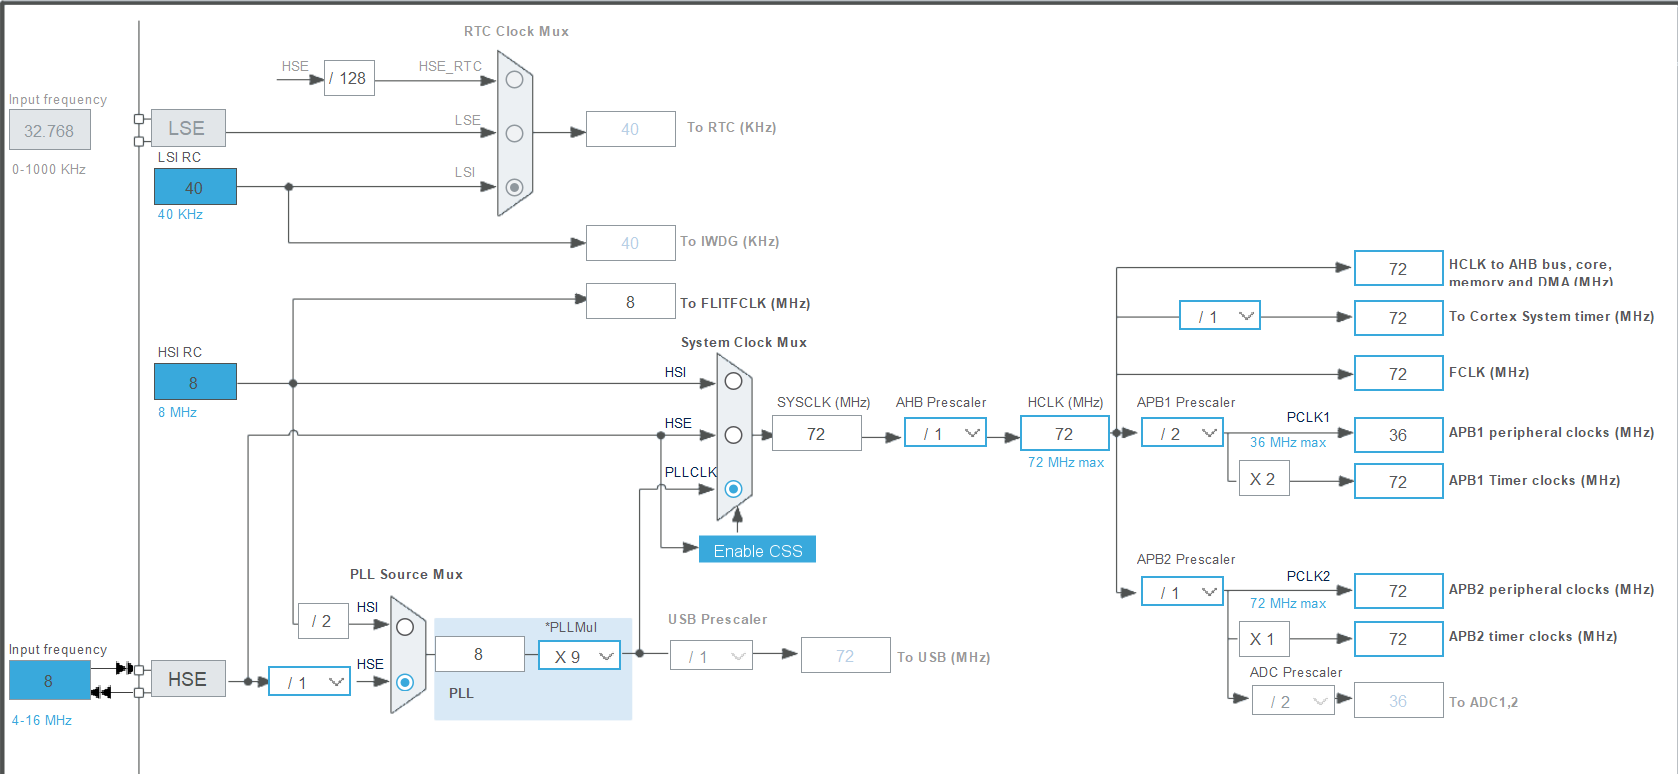 RTC Clock Mux
HSE
/ 128
HSE_RTC
Input frequency
32.768
0-1000 KHz
LSE
LSE
40
To RTC (KHz)
LSI RC
40
40 KHz
LSI
40
To IWDG (KHz)
8
To FLITFCLK (MHz)
HSI RC
8
8 MHz
System Clock Mux
HSI
HSE
PLLCLK
Enable CSS
SYSCLK (MHz)
72
AHB Prescaler
/ 1
HCLK (MHz)
72
72 MHz max
72
HCLK to AHB bus, core,
memory and DMA (MHz)
/ 1
72
To Cortex System timer (MHz)
72
FCLK (MHz)
APB1 Prescaler
/ 2
PCLK1
36 MHz max
36
APB1 peripheral clocks (MHz)
X 2
72
APB1 Timer clocks (MHz)
APB2 Prescaler
/ 1
PCLK2
72 MHz max
72
APB2 peripheral clocks (MHz)
X 1
72
APB2 timer clocks (MHz)
ADC Prescaler
/ 2
36
To ADC1,2
PLL Source Mux
/ 2
HSI
Input frequency
8
4-16 MHz
HSE
/ 1
HSE
8
*PLLMul
X 9
PLL
USB Prescaler
/ 1
72
To USB (MHz)